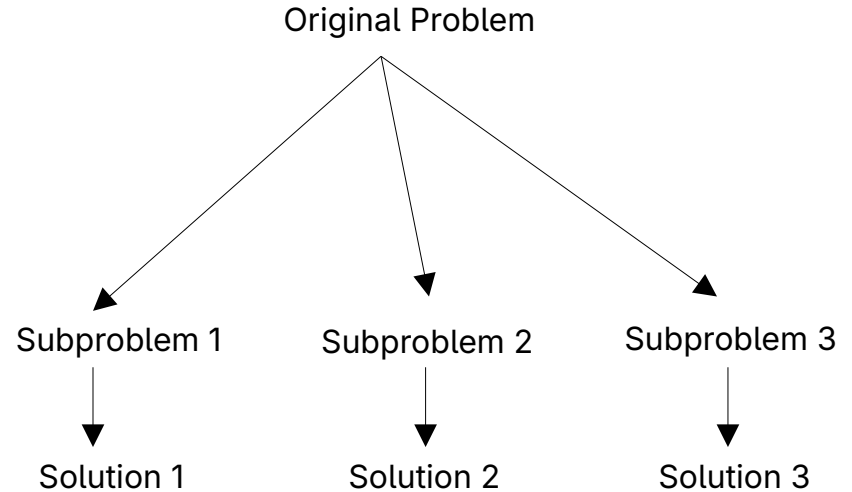 Original Problem
Subproblem 1
Subproblem 2
Subproblem 3
Solution 1
Solution 2
Solution 3